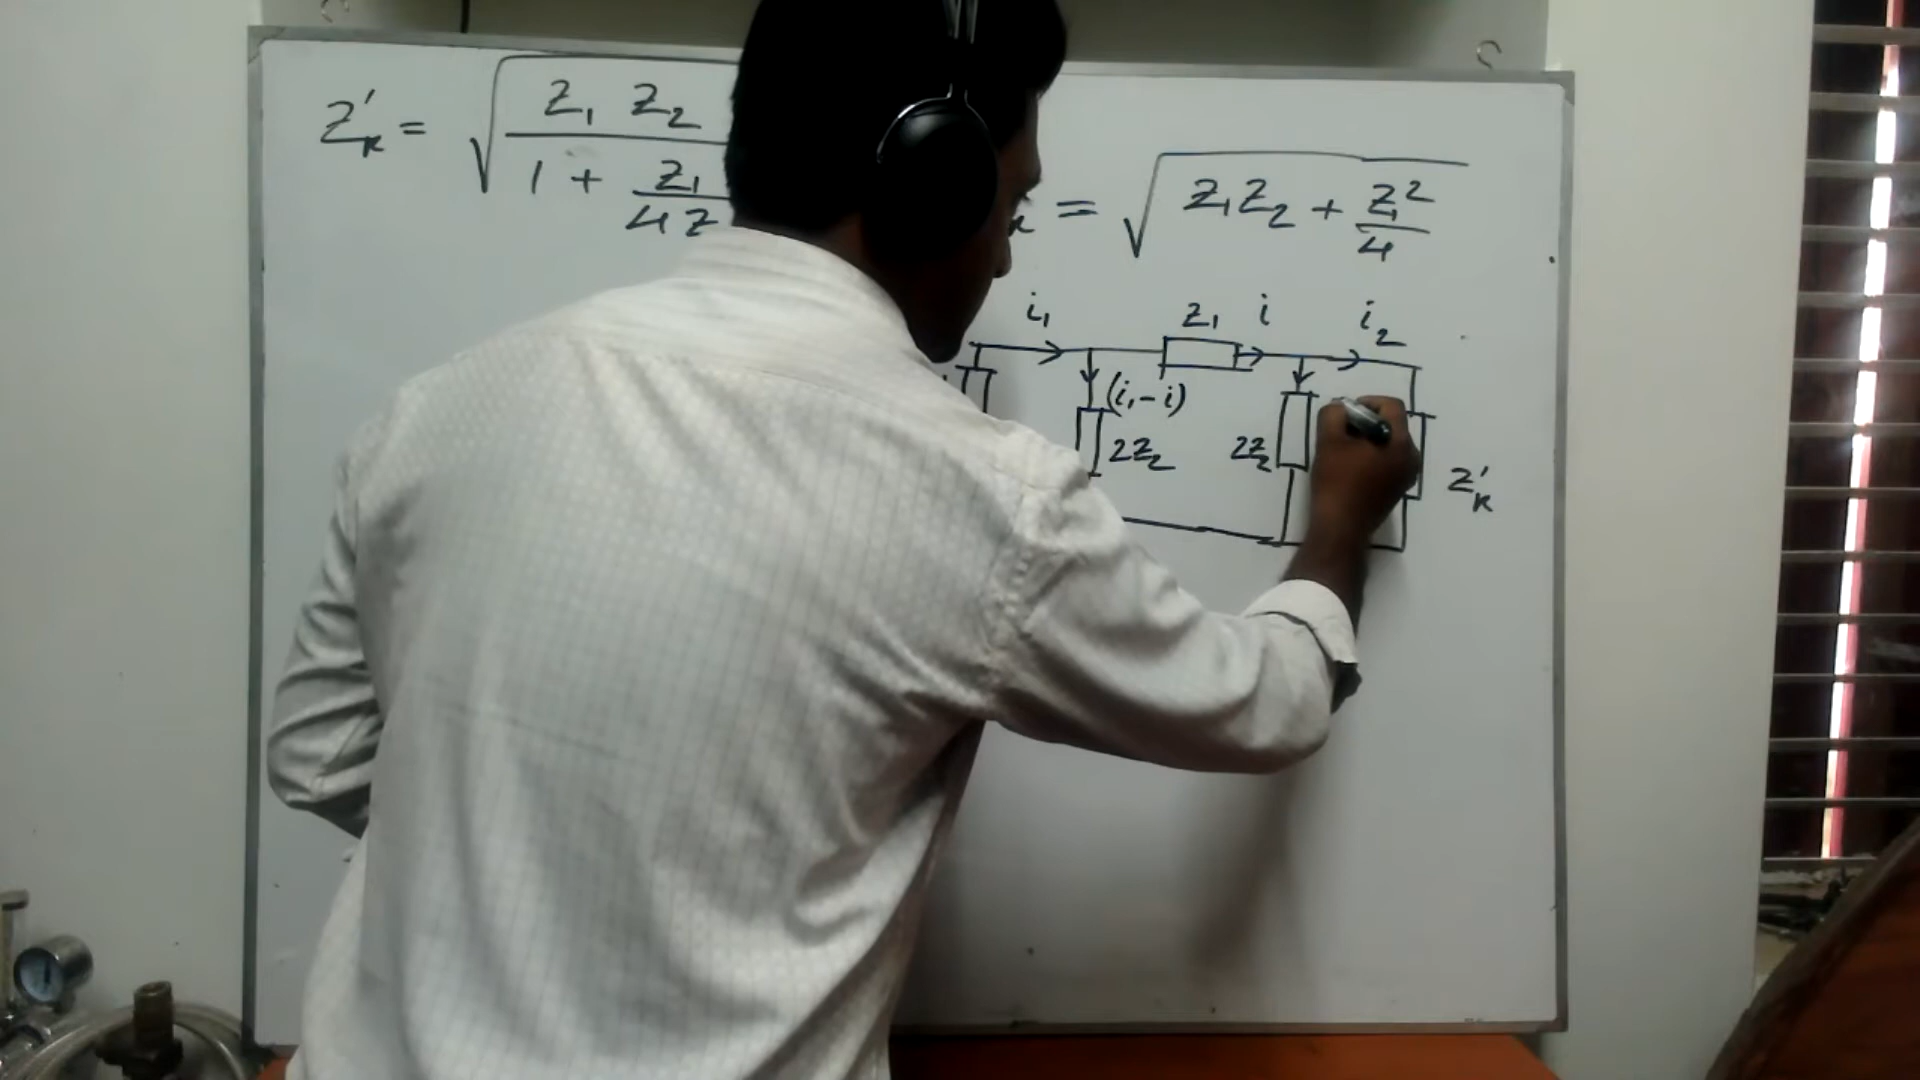 Z'k = √ Z₁ Z₂
1 + Z₁
4Z
k = √ Z₁Z₂ + Z₁²
4
i₁ Z₁ i i₂
(i₁-i)
2Z₂ 2Z₂ Z'k